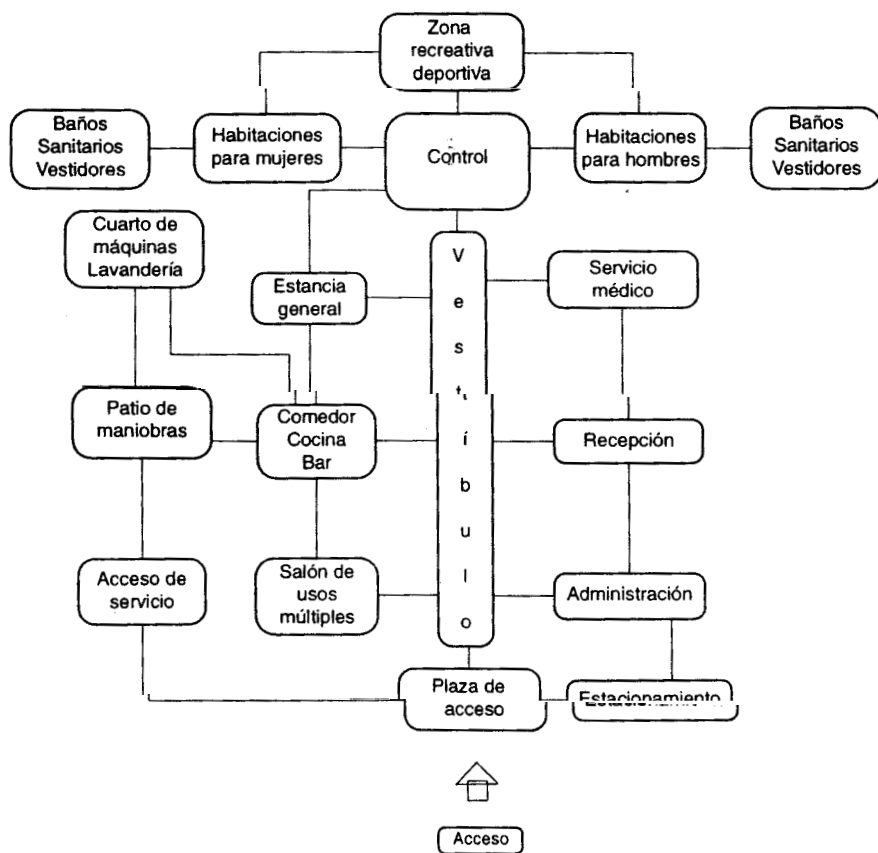 Zona
recreativa
deportiva
Baños
Sanitarios
Vestidores
Habitaciones
para mujeres
Control
Habitaciones
para hombres
Baños
Sanitarios
Vestidores
Cuarto de
máquinas
Lavandería
Estancia
general
Vestíbulo
Servicio
médico
Patio de
maniobras
Comedor
Cocina
Bar
Recepción
Acceso de
servicio
Salón de
usos
múltiples
Administración
Plaza de
acceso
Estacionamiento
Acceso